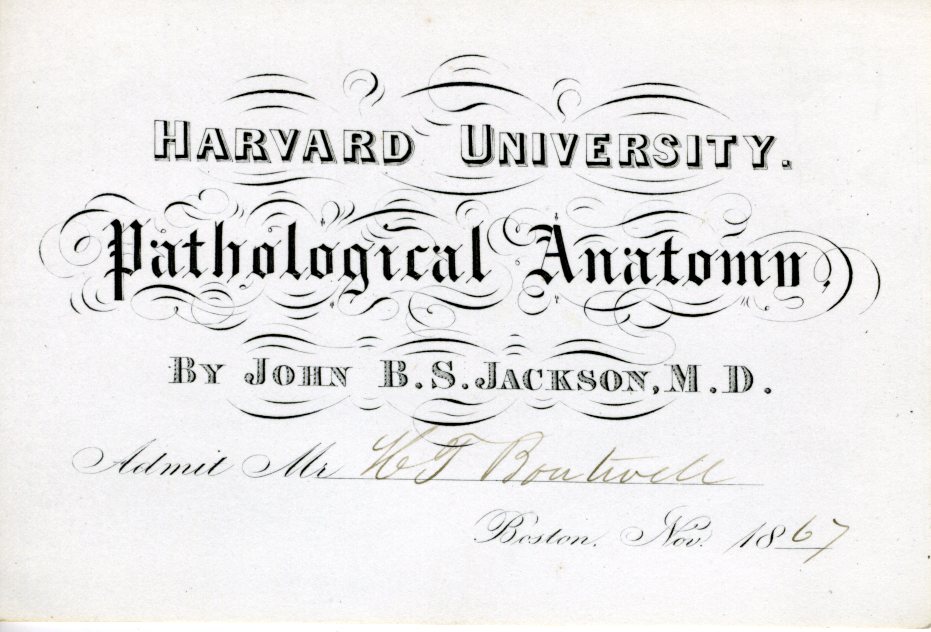 HARVARD UNIVERSITY.
Pathological Anatomy,
BY JOHN B. S. JACKSON, M. D.
Admit Mr H T Boutwell
Boston, Nov. 1867